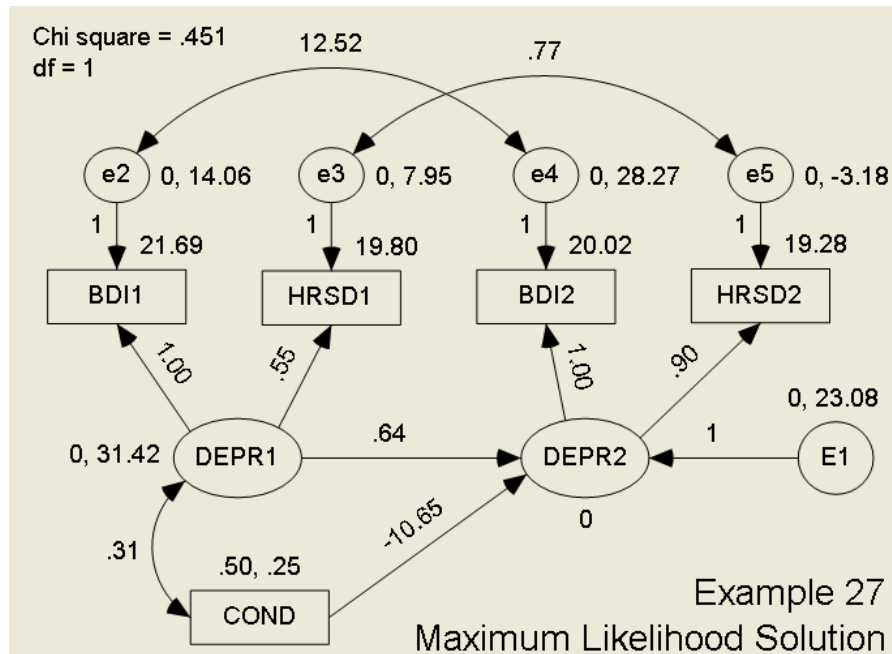 Chi square = .451
df = 1
12.52
.77
e2
0, 14.06
e3
0, 7.95
e4
0, 28.27
e5
0, -3.18
1
21.69
1
19.80
1
20.02
1
19.28
BDI1
HRSD1
BDI2
HRSD2
1.00
.55
1.00
.90
0, 23.08
0, 31.42
DEPR1
.64
DEPR2
1
E1
0
.31
-10.65
.50, .25
COND
Example 27
Maximum Likelihood Solution